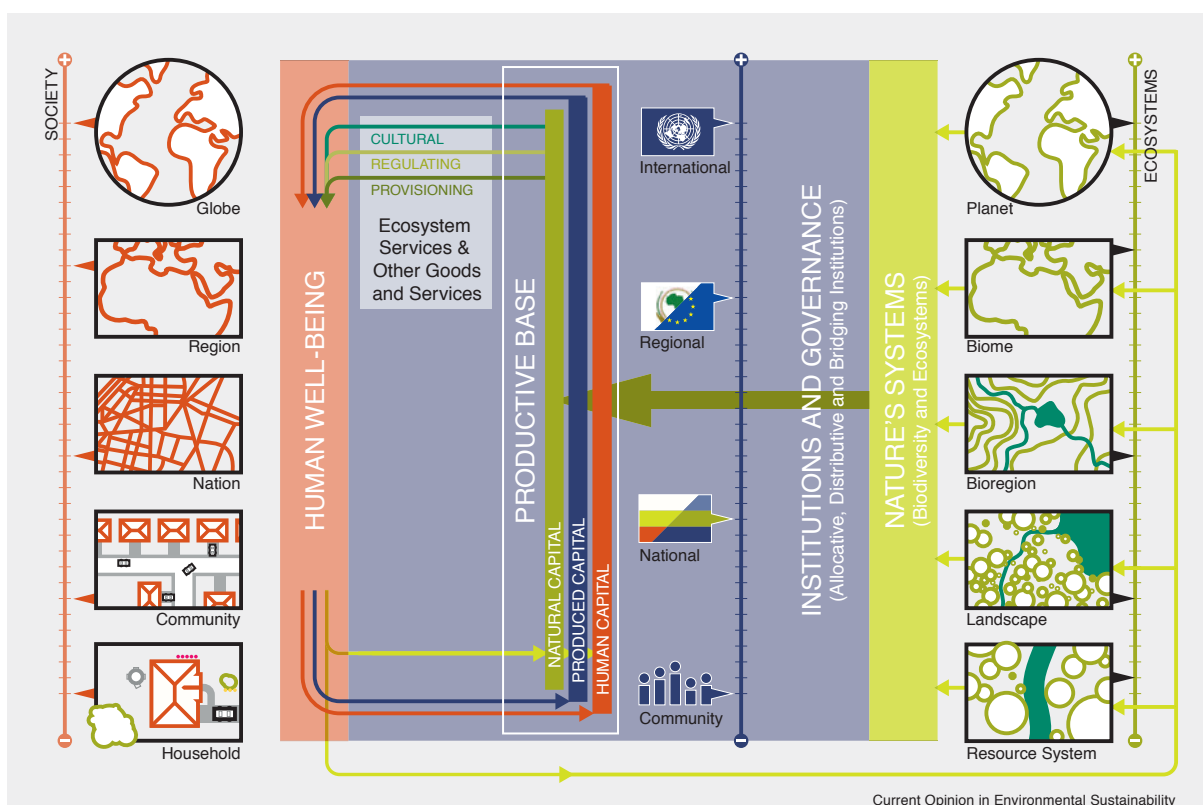 SOCIETY
Globe
Region
Nation
Community
Household
HUMAN WELL-BEING
CULTURAL
REGULATING
PROVISIONING
Ecosystem
Services &
Other Goods
and Services
PRODUCTIVE BASE
NATURAL CAPITAL
PRODUCED CAPITAL
HUMAN CAPITAL
International
Regional
National
Community
INSTITUTIONS AND GOVERNANCE
(Allocative, Distributive and Bridging Institutions)
NATURE'S SYSTEMS
(Biodiversity and Ecosystems)
Planet
Biome
Bioregion
Landscape
Resource System
ECOSYSTEMS
Current Opinion in Environmental Sustainability